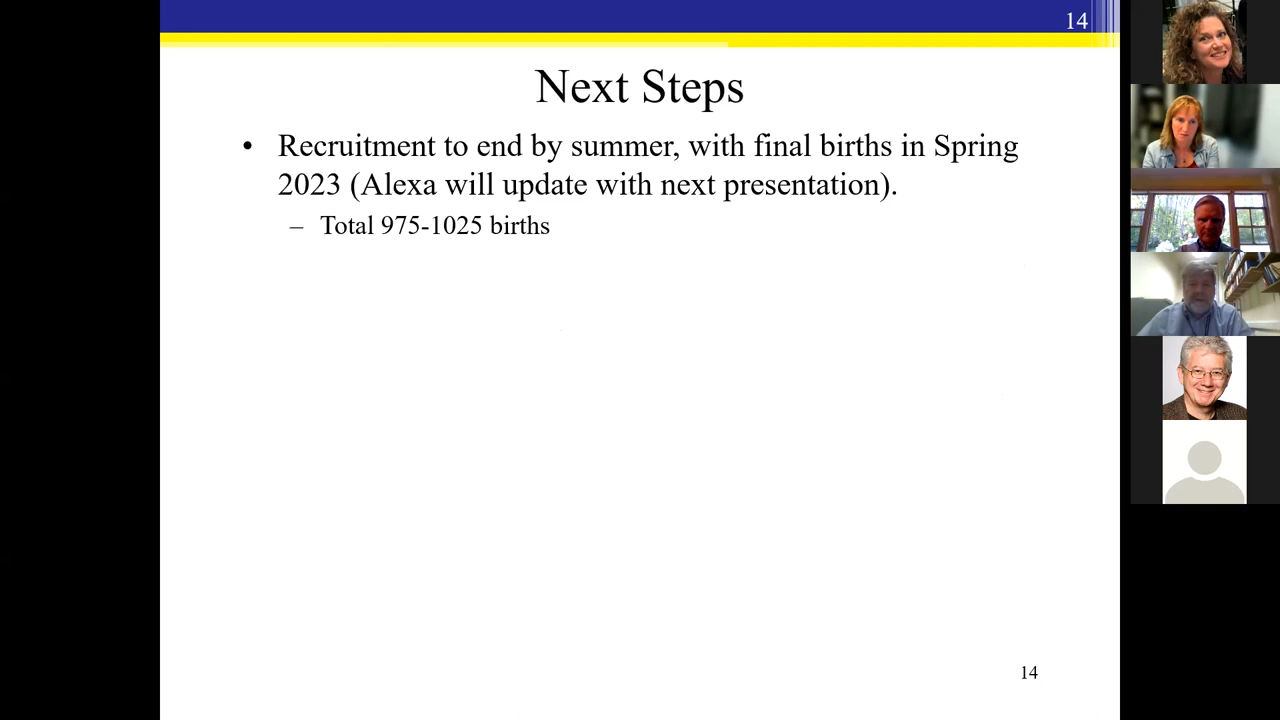 14
Next Steps
• Recruitment to end by summer, with final births in Spring
2023 (Alexa will update with next presentation).
– Total 975-1025 births
14